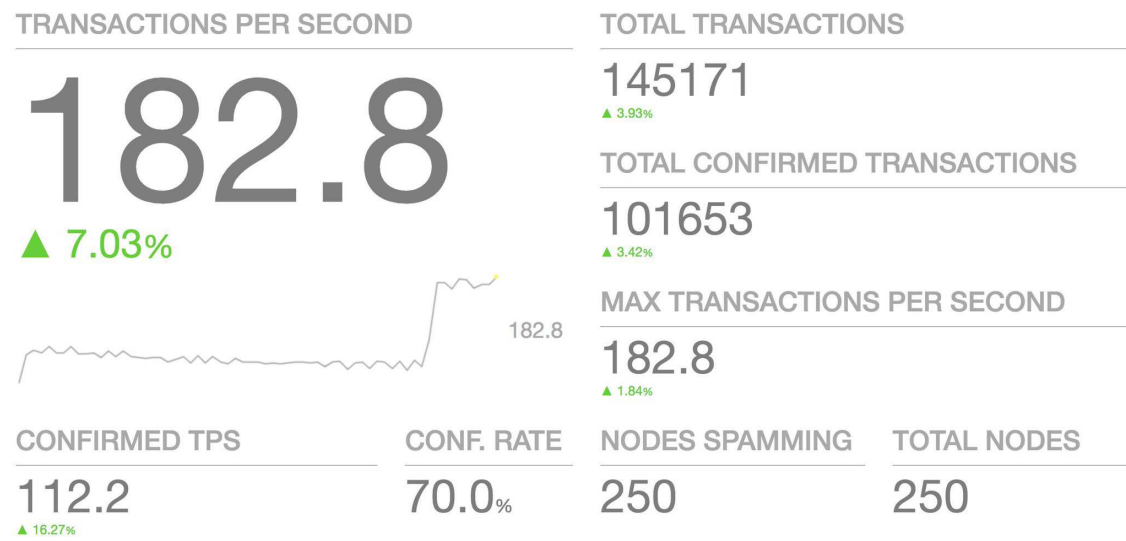 TRANSACTIONS PER SECOND
182.8
▲ 7.03%
182.8
CONFIRMED TPS
112.2
▲ 16.27%
CONF. RATE
70.0%
TOTAL TRANSACTIONS
145171
▲ 3.93%
TOTAL CONFIRMED TRANSACTIONS
101653
▲ 3.42%
MAX TRANSACTIONS PER SECOND
182.8
▲ 1.84%
NODES SPAMMING
250
TOTAL NODES
250